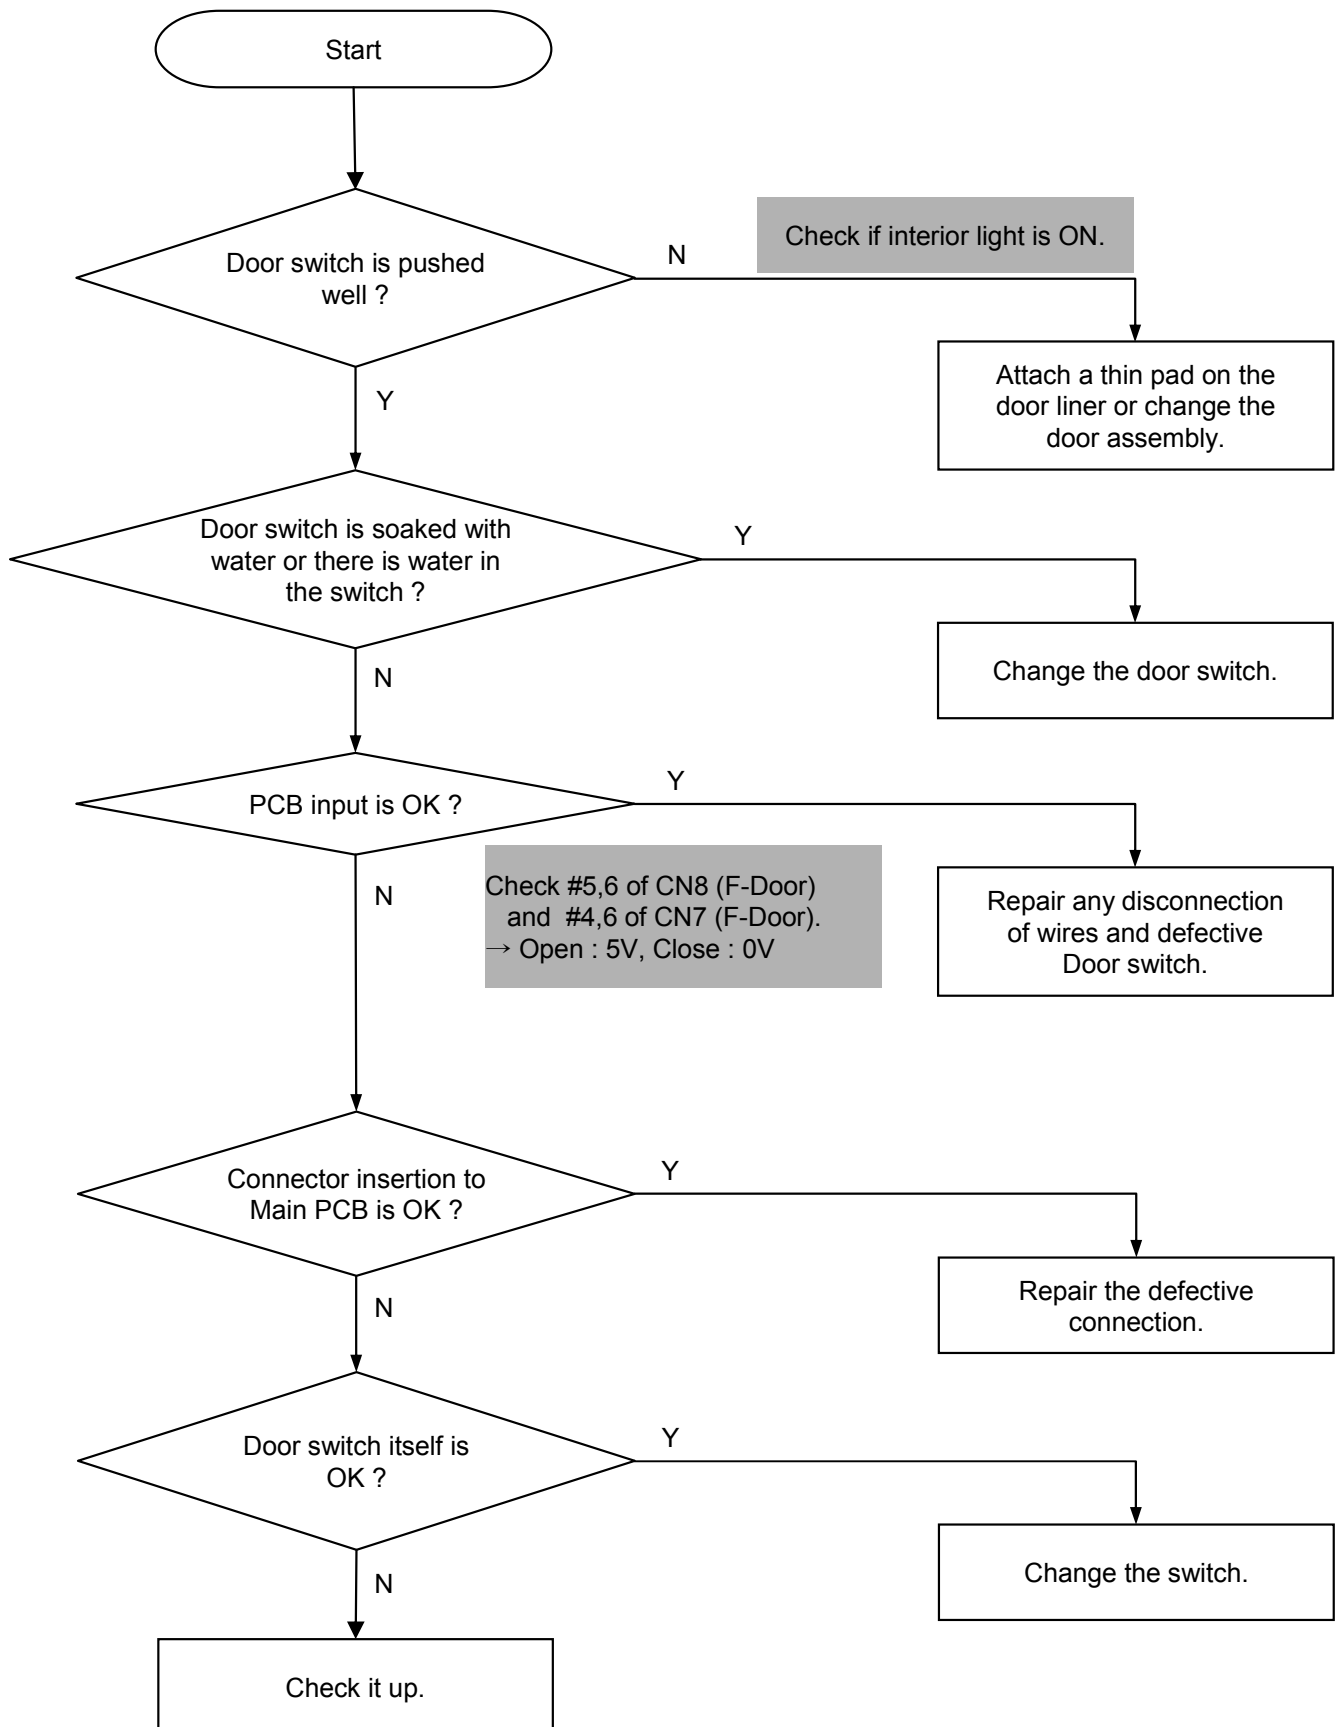 Start
Door switch is pushed
well ?
N
Check if interior light is ON.
Attach a thin pad on the
door liner or change the
door assembly.
Y
Door switch is soaked with
water or there is water in
the switch ?
Y
Change the door switch.
N
PCB input is OK ?
Y
Repair any disconnection
of wires and defective
Door switch.
N
Check #5,6 of CN8 (F-Door)
and #4,6 of CN7 (F-Door).
→ Open : 5V, Close : 0V
Connector insertion to
Main PCB is OK ?
Y
Repair the defective
connection.
N
Door switch itself is
OK ?
Y
Change the switch.
N
Check it up.